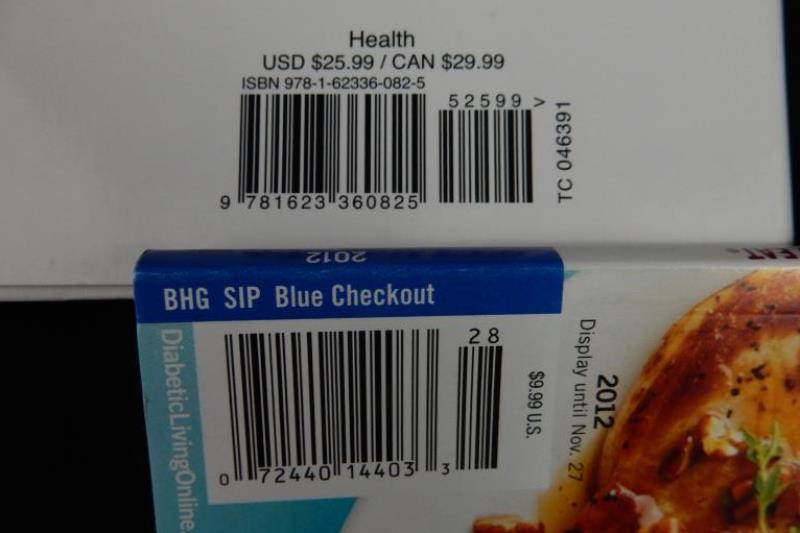 Health
USD $25.99 / CAN $29.99
ISBN 978-1-62336-082-5
52599 >
9 781623 360825
TC 046391
2012
EAT
BHG SIP Blue Checkout
DiabeticLivingOnline.
28
0 72440 14403 3
$9.99 U.S.
Display until Nov. 27
2012